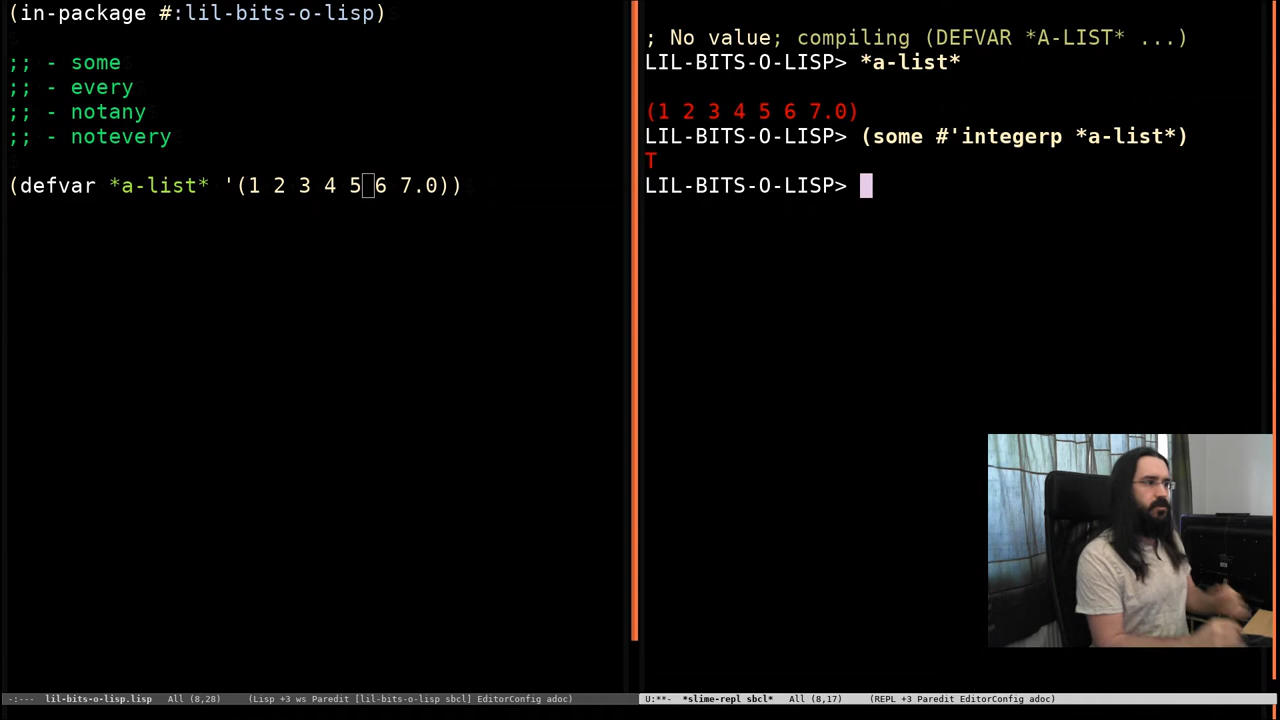 (in-package #:lil-bits-o-lisp)
;; - some
;; - every
;; - notany
;; - notevery
(defvar *a-list* '(1 2 3 4 5 6 7.0))
; No value; compiling (DEFVAR *A-LIST* ...)
LIL-BITS-O-LISP> *a-list*
(1 2 3 4 5 6 7.0)
LIL-BITS-O-LISP> (some #'integerp *a-list*)
T
LIL-BITS-O-LISP>
-:--- lil-bits-o-lisp.lisp All (8,28) (Lisp +3 ws Paredit [lil-bits-o-lisp sbcl] EditorConfig adoc)
U:**- *slime-repl sbcl* All (8,17) (REPL +3 Paredit EditorConfig adoc)